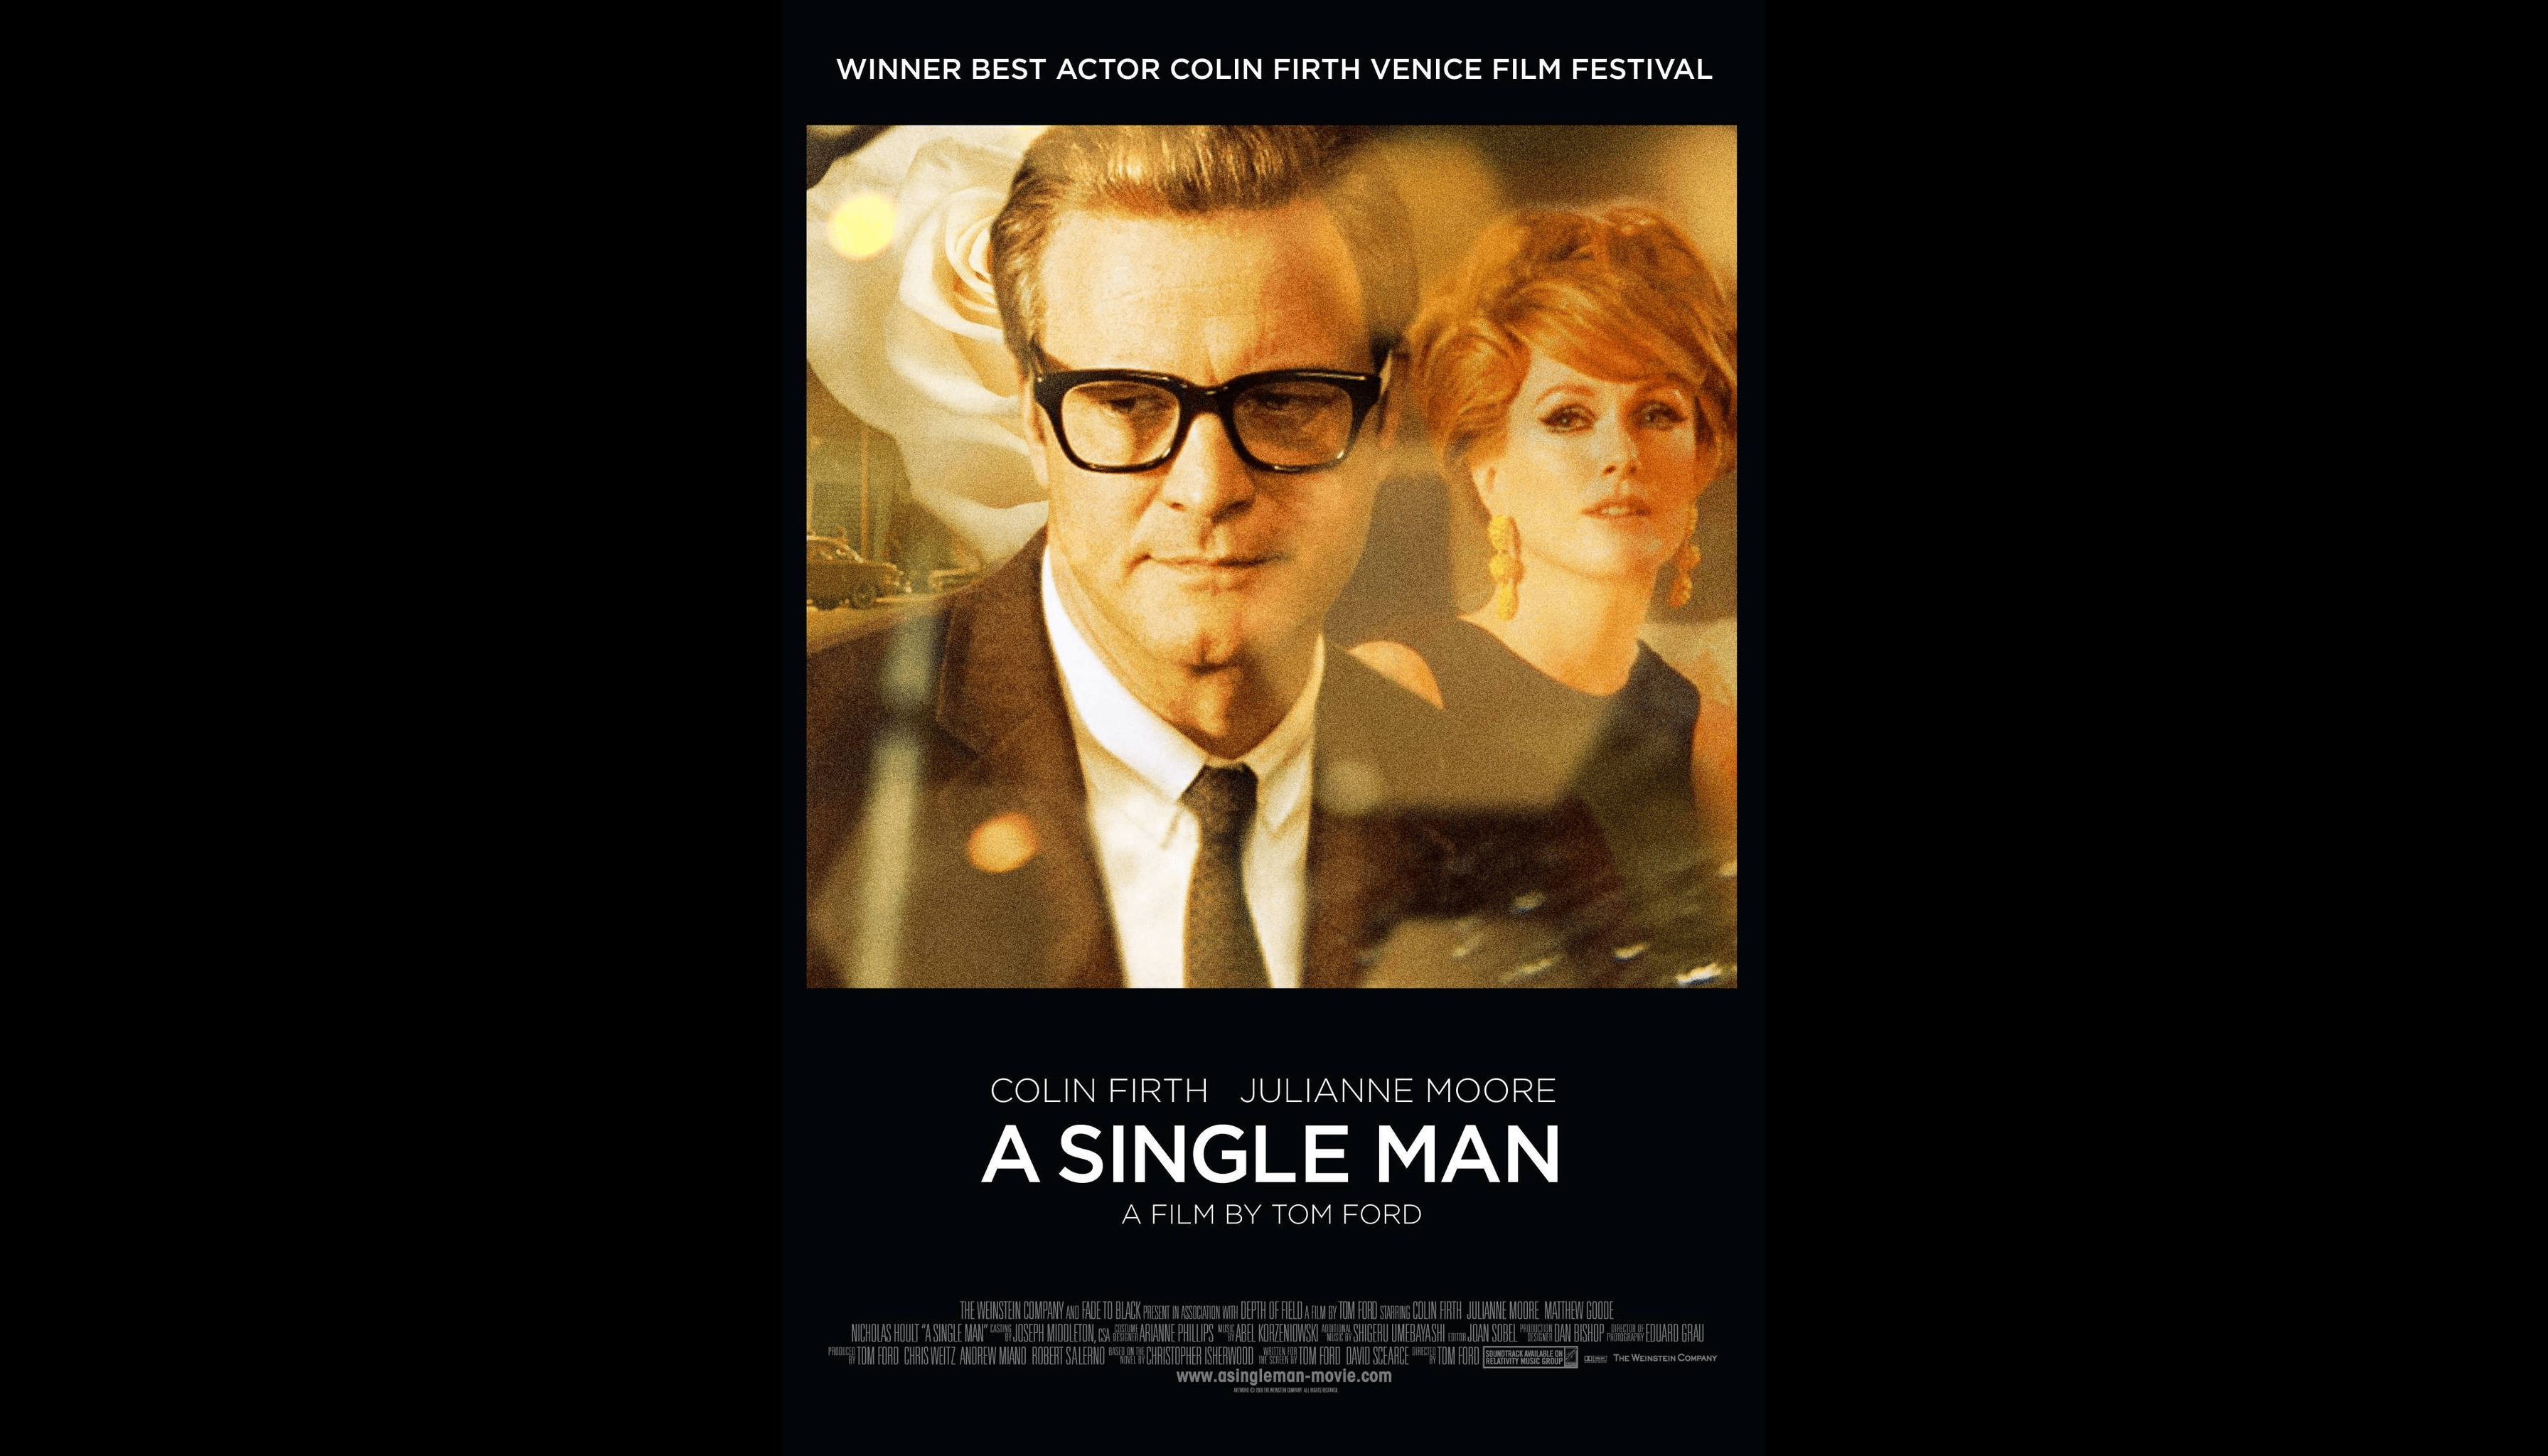 WINNER BEST ACTOR COLIN FIRTH VENICE FILM FESTIVAL
COLIN FIRTH JULIANNE MOORE
A SINGLE MAN
A FILM BY TOM FORD
THE WEINSTEIN COMPANY AND FADE TO BLACK PRESENT IN ASSOCIATION WITH DEPTH OF FIELD A FILM BY TOM FORD STARRING COLIN FIRTH JULIANNE MOORE MATTHEW GOODE
NICHOLAS HOULT "A SINGLE MAN" CASTING BY JOSEPH MIDDLETON, CSA COSTUME DESIGNER ARIANNE PHILLIPS MUSIC BY ABEL KORZENIOWSKI ADDITIONAL MUSIC BY SHIGERU UMEBAYASHI EDITOR JOAN SOBEL PRODUCTION DESIGNER DAN BISHOP DIRECTOR OF PHOTOGRAPHY EDUARD GRAU
PRODUCED BY TOM FORD CHRIS WEITZ ANDREW MIANO ROBERT SALERNO BASED ON THE NOVEL BY CHRISTOPHER ISHERWOOD WRITTEN FOR THE SCREEN BY TOM FORD DAVID SCEARCE DIRECTED BY TOM FORD SOUNDTRACK AVAILABLE ON RELATIVITY MUSIC GROUP THE WEINSTEIN COMPANY
www.asingleman-movie.com